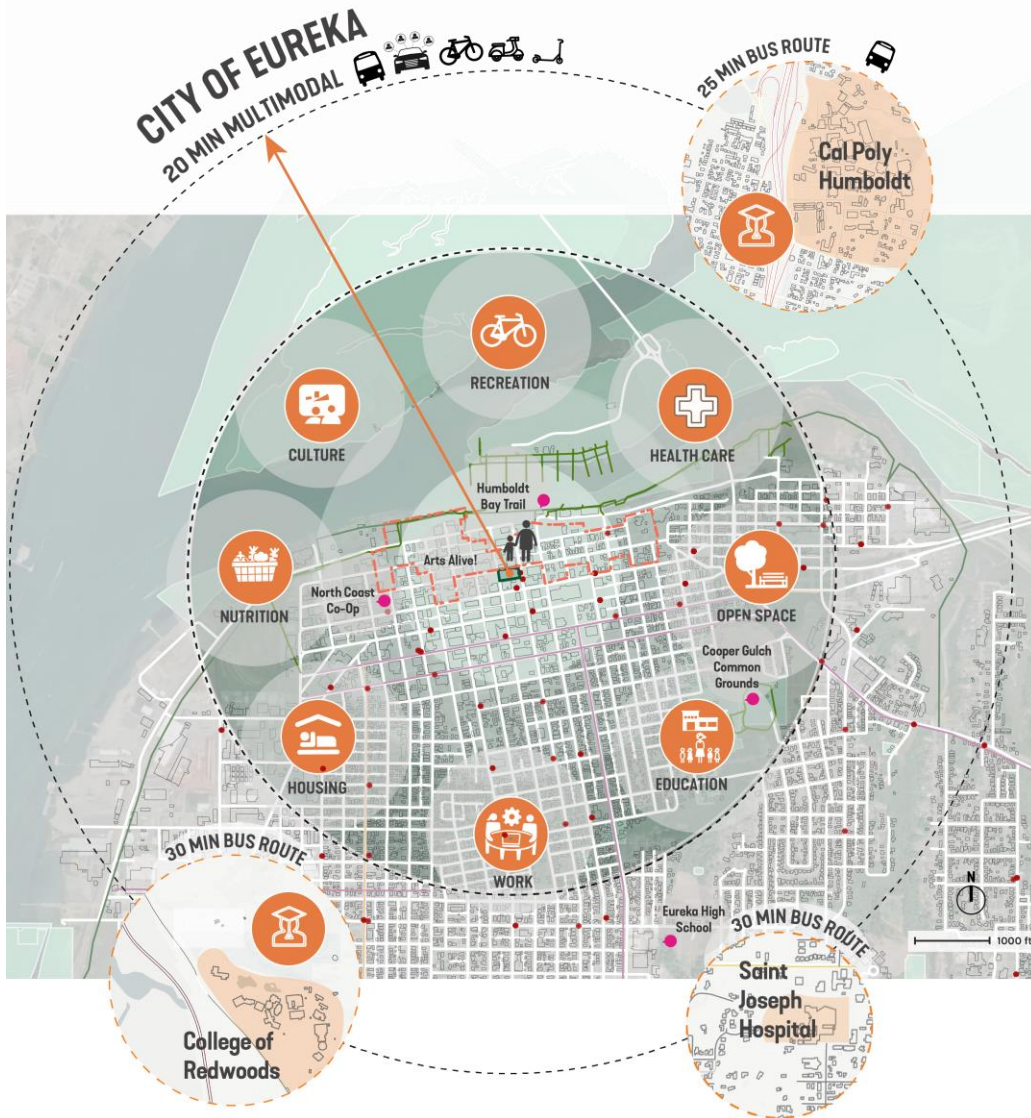 CITY OF EUREKA
20 MIN MULTIMODAL
25 MIN BUS ROUTE
Cal Poly
Humboldt
RECREATION
CULTURE
HEALTH CARE
Humboldt
Bay Trail
Arts Alive!
North Coast
Co-Op
NUTRITION
OPEN SPACE
Cooper Gulch
Common
Grounds
HOUSING
EDUCATION
WORK
30 MIN BUS ROUTE
College of
Redwoods
Eureka High
School
N
1000 ft
30 MIN BUS ROUTE
Saint
Joseph
Hospital